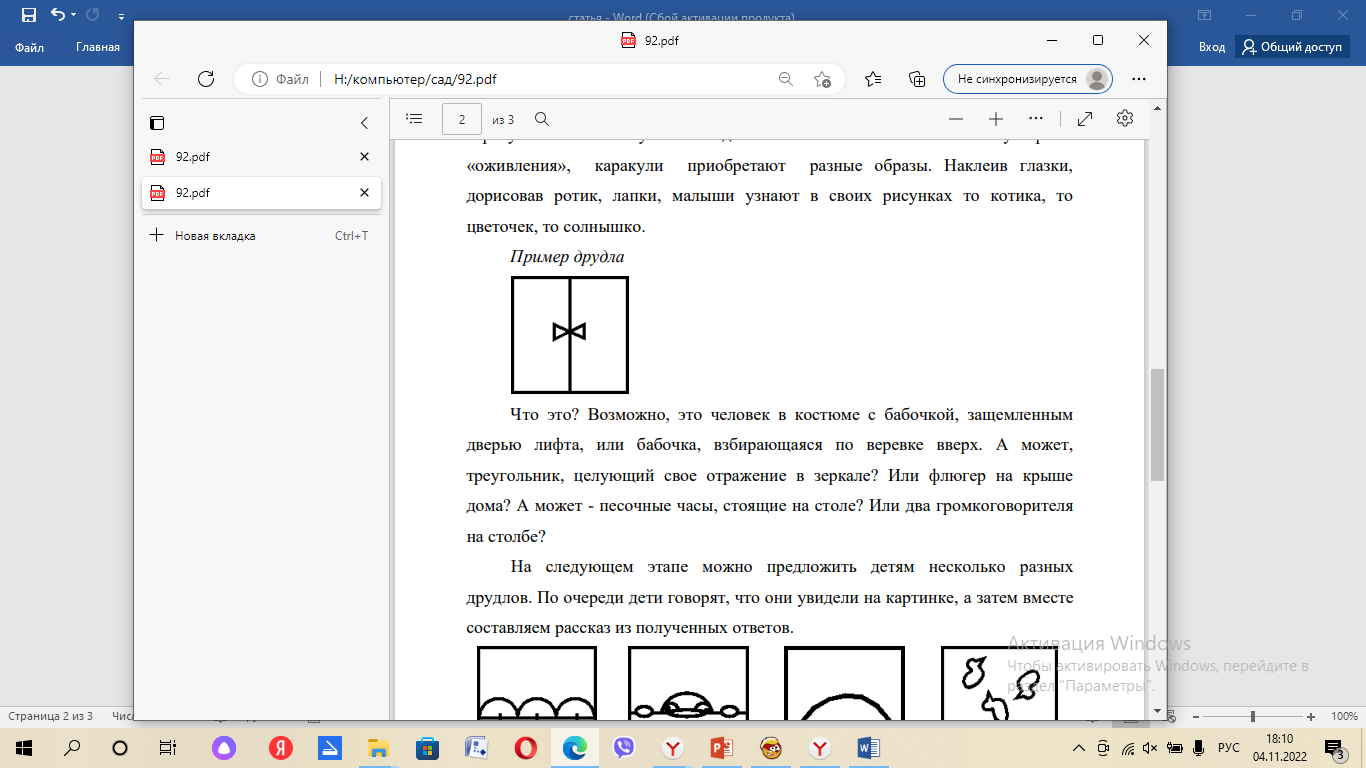 статья - Word (Сбой активации продукта)
Файл
Главная
Вход
Общий доступ
92.pdf
Файл
H:/компьютер/сад/92.pdf
Не синхронизируется
2
из 3
92.pdf
92.pdf
Новая вкладка
Ctrl+T
«оживления», каракули приобретают разные образы. Наклеив глазки,
дорисовав ротик, лапки, малыши узнают в своих рисунках то котика, то
цветочек, то солнышко.
Пример друдла
Что это? Возможно, это человек в костюме с бабочкой, защемленным
дверью лифта, или бабочка, взбирающаяся по веревке вверх. А может,
треугольник, целующий свое отражение в зеркале? Или флюгер на крыше
дома? А может - песочные часы, стоящие на столе? Или два громкоговорителя
на столбе?
На следующем этапе можно предложить детям несколько разных
друдлов. По очереди дети говорят, что они увидели на картинке, а затем вместе
составляем рассказ из полученных ответов.
Активация Windows
Чтобы активировать Windows, перейдите в
раздел "Параметры".
Страница 2 из 3
100%
РУС
18:10
04.11.2022
3